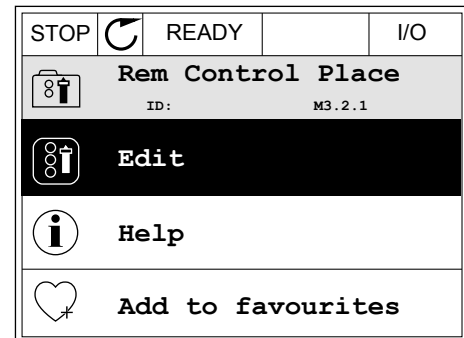 STOP READY I/O
Rem Control Place
ID: M3.2.1
Edit
Help
Add to favourites